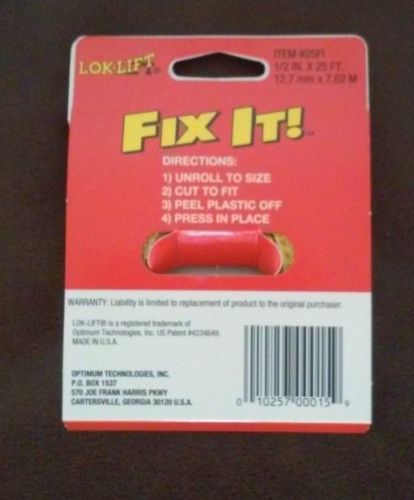 LOK-LIFT®
ITEM #25FI
1/2 IN. X 25 FT.
12.7 mm x 7.62 M
FIX IT!™
DIRECTIONS:
1) UNROLL TO SIZE
2) CUT TO FIT
3) PEEL PLASTIC OFF
4) PRESS IN PLACE
WARRANTY: Liability is limited to replacement of product to the original purchaser.
LOK-LIFT® is a registered trademark of
Optimum Technologies, Inc. US Patent #4234649.
MADE IN U.S.A.
OPTIMUM TECHNOLOGIES, INC.
P.O. BOX 1537
570 JOE FRANK HARRIS PKWY
CARTERSVILLE, GEORGIA 30120 U.S.A.
0 10257 00015 9